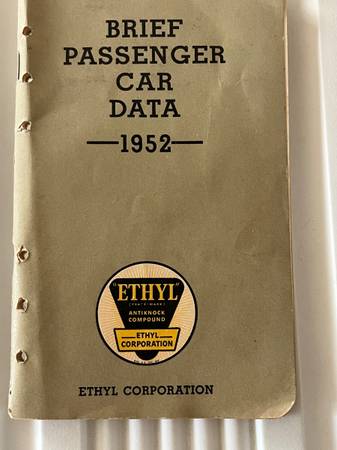 BRIEF
PASSENGER
CAR
DATA
—1952—
"ETHYL"
ANTIKNOCK
COMPOUND
ETHYL
CORPORATION
ETHYL CORPORATION